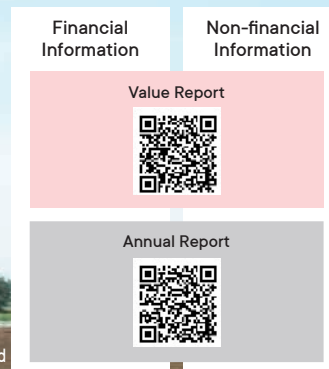 Financial
Information
Non-financial
Information
Value Report
Annual Report
d